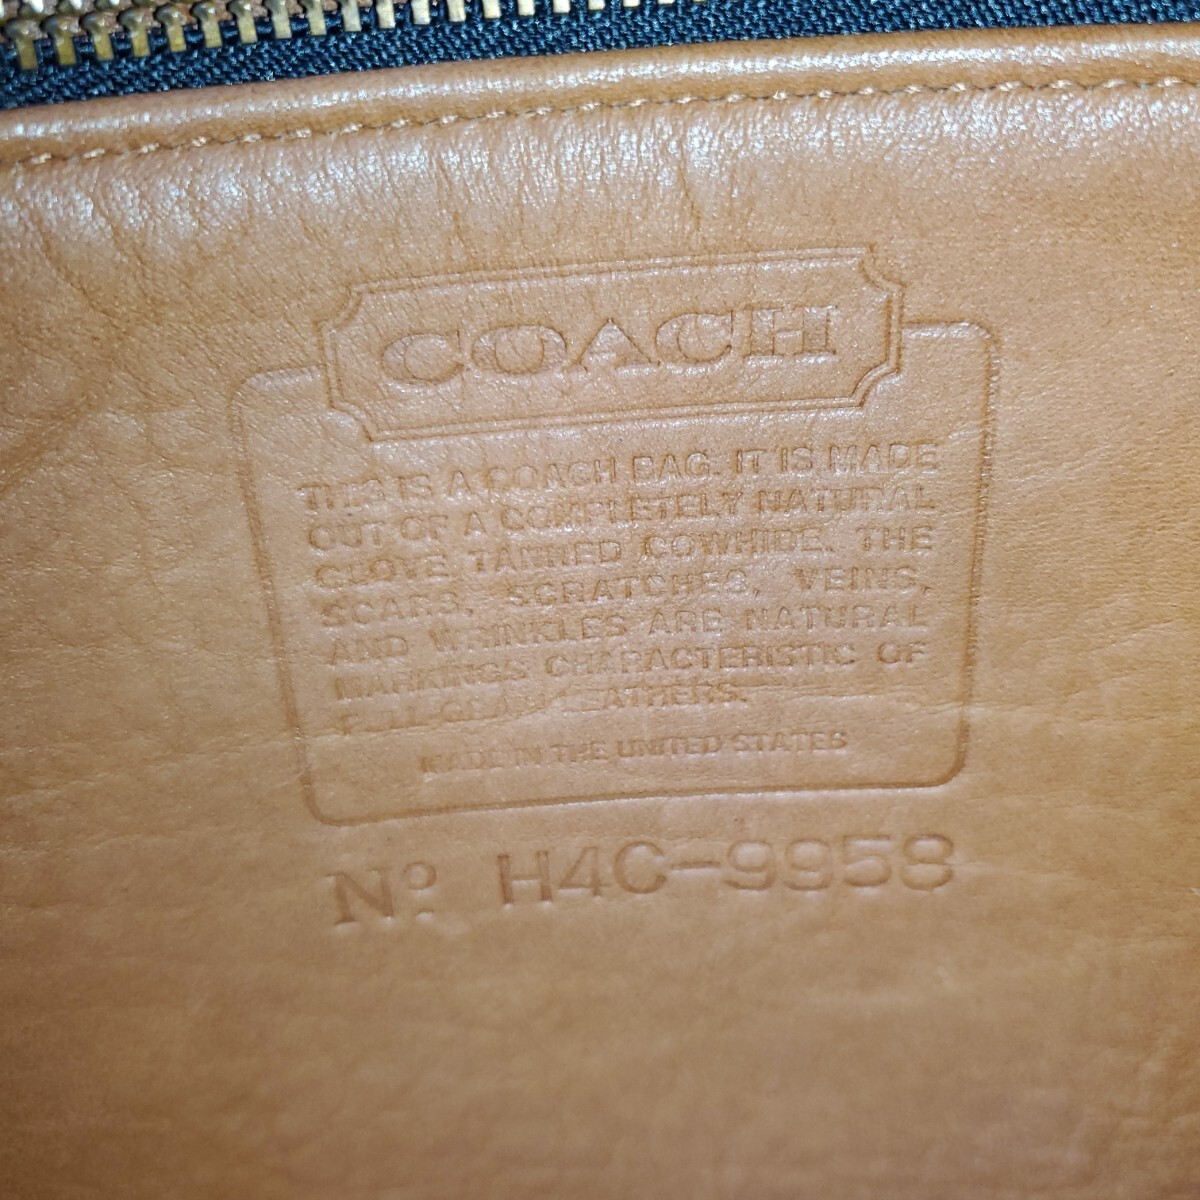 COACH
THIS IS A COACH BAG. IT IS MADE
OUT OF A COMPLETELY NATURAL
GLOVE TANNED COWHIDE. THE
SCARS, SCRATCHES, VEINS,
AND WRINKLES ARE NATURAL
MARKINGS CHARACTERISTIC OF
FULL GRAIN LEATHERS.
MADE IN THE UNITED STATES
Nº H4C-9958